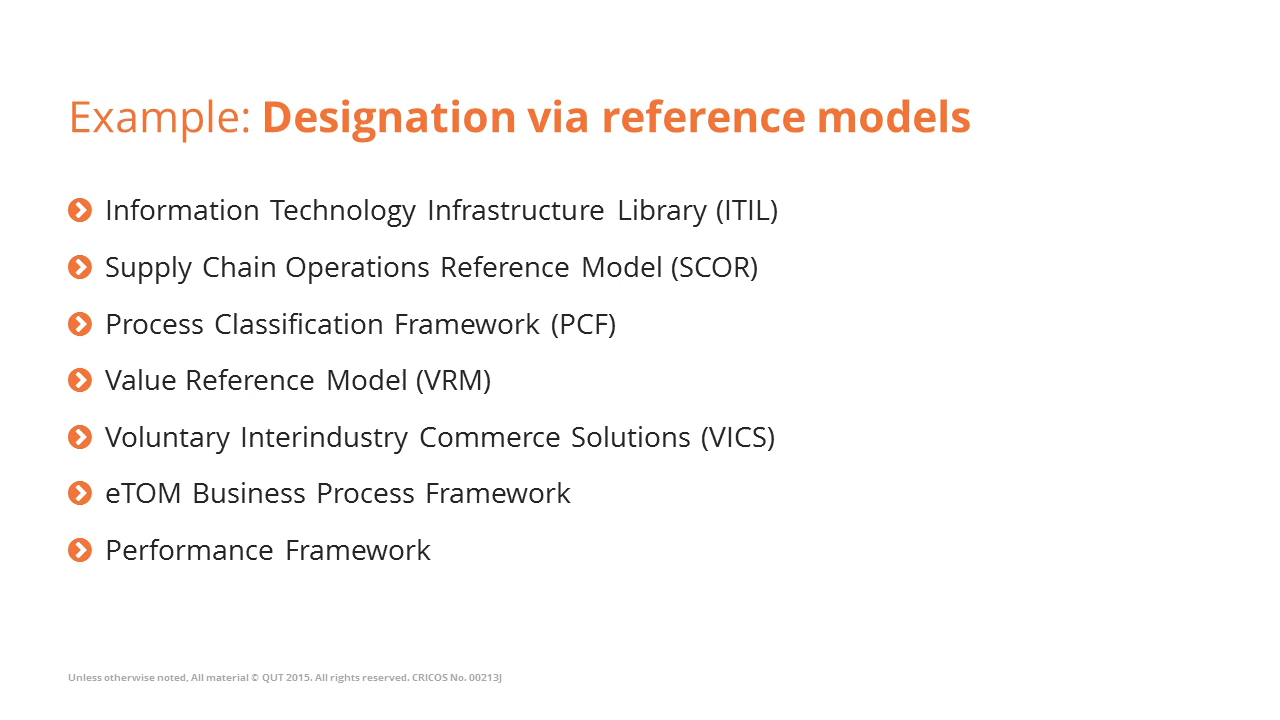 Example: Designation via reference models
Information Technology Infrastructure Library (ITIL)
Supply Chain Operations Reference Model (SCOR)
Process Classification Framework (PCF)
Value Reference Model (VRM)
Voluntary Interindustry Commerce Solutions (VICS)
eTOM Business Process Framework
Performance Framework
Unless otherwise noted, All material © QUT 2015. All rights reserved. CRICOS No. 00213J